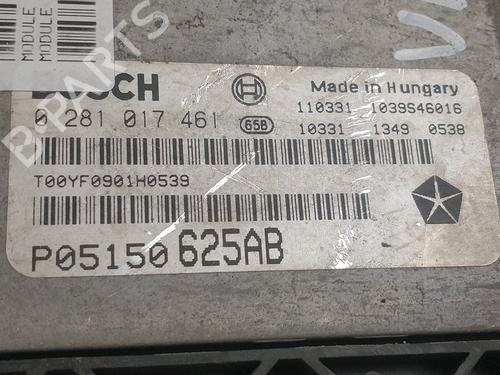 MODULE
MODULE
BOSCH
Made in Hungary
0 281 017 461
65B
110331 1039S46016
10331 1349 0538
T00YF0901H0539
P05150 625AB
B-PARTS